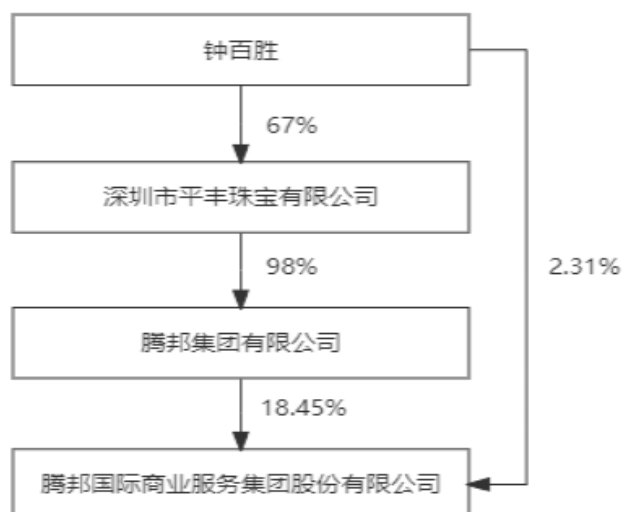 钟百胜
67%
深圳市平丰珠宝有限公司
98%
2.31%
腾邦集团有限公司
18.45%
腾邦国际商业服务集团股份有限公司